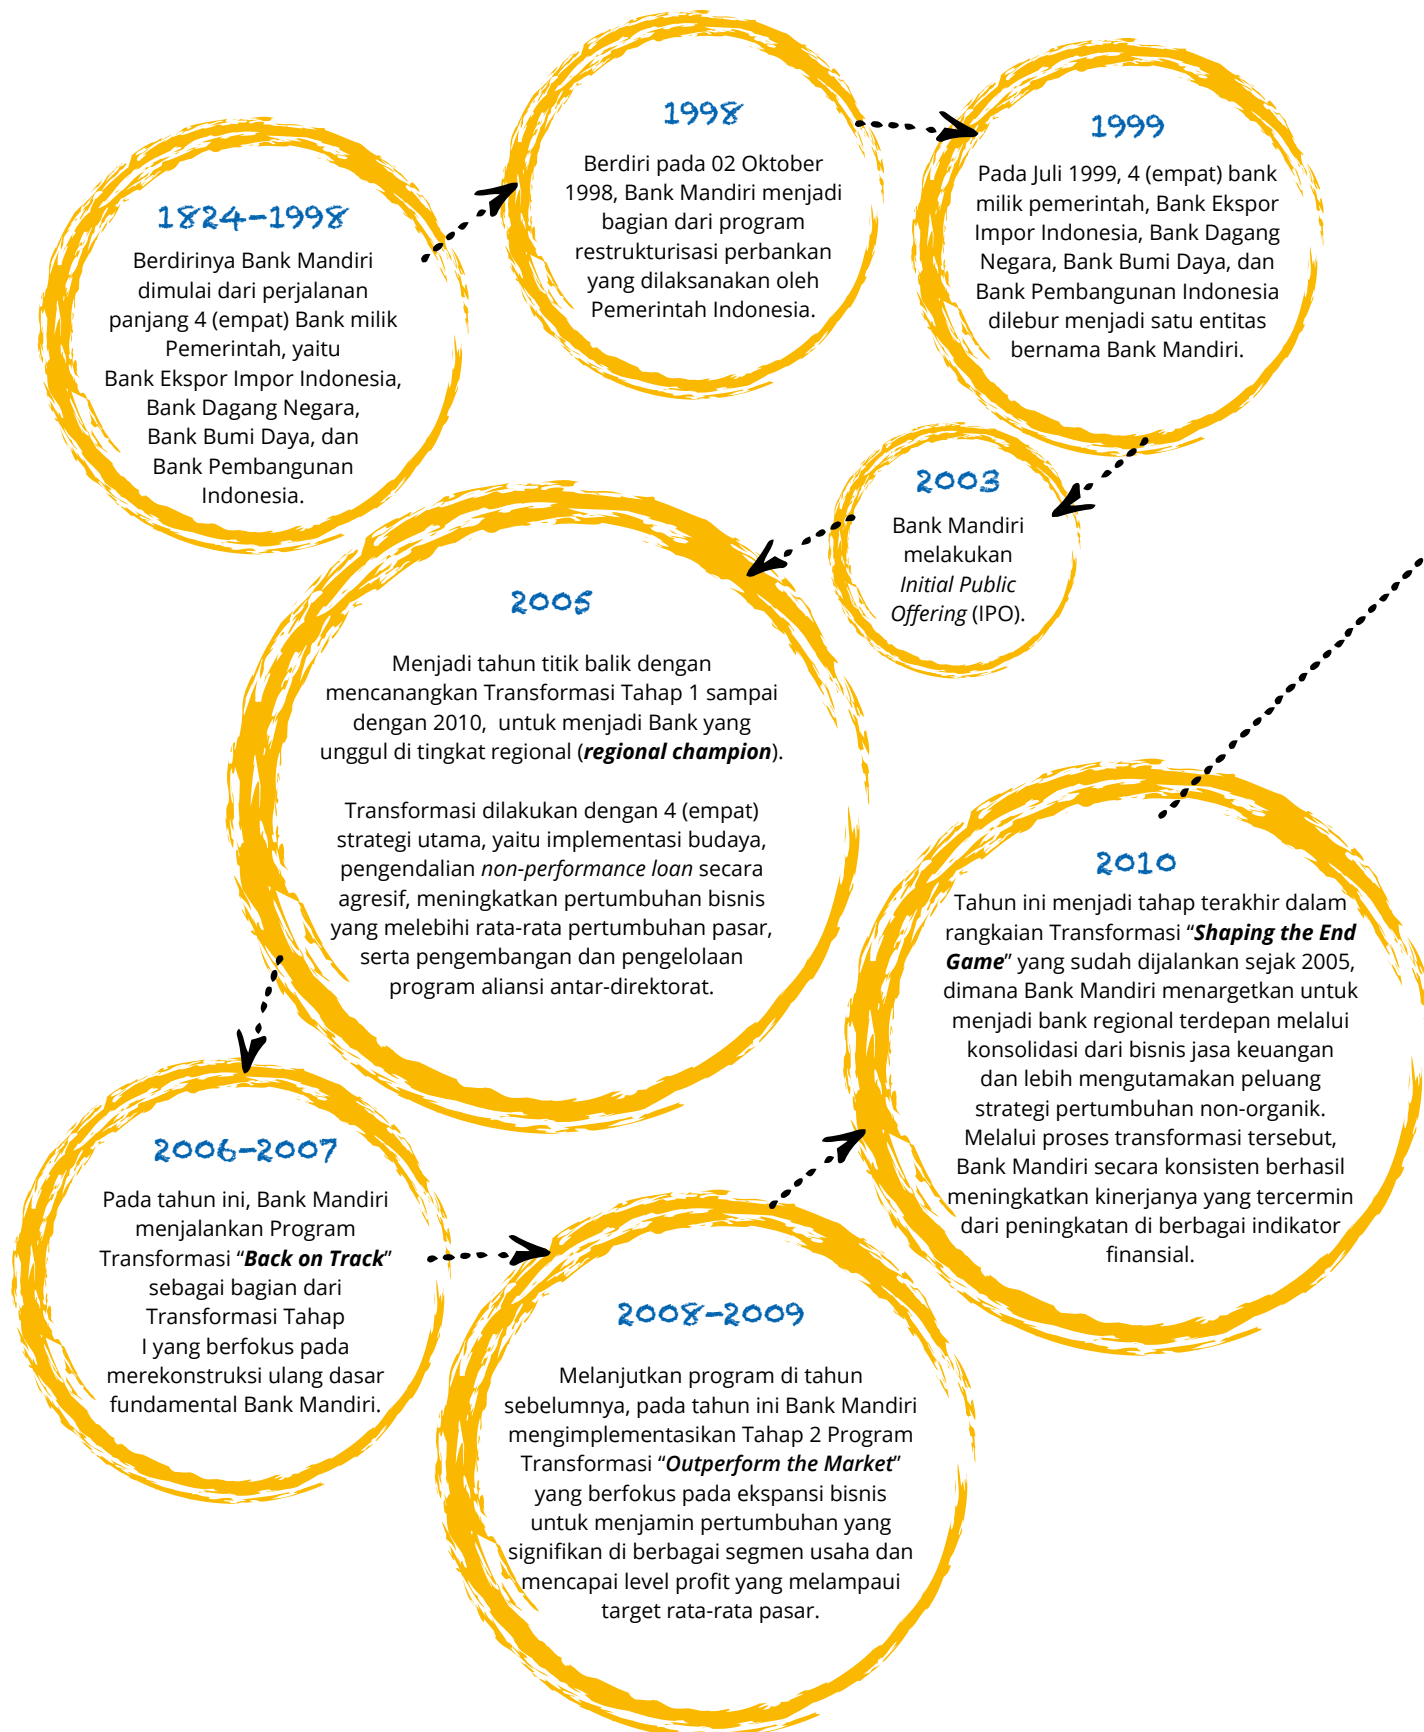 1824-1998
Berdirinya Bank Mandiri
dimulai dari perjalanan
panjang 4 (empat) Bank milik
Pemerintah, yaitu
Bank Ekspor Impor Indonesia,
Bank Dagang Negara,
Bank Bumi Daya, dan
Bank Pembangunan
Indonesia.
1998
Berdiri pada 02 Oktober
1998, Bank Mandiri menjadi
bagian dari program
restrukturisasi perbankan
yang dilaksanakan oleh
Pemerintah Indonesia.
1999
Pada Juli 1999, 4 (empat) bank
milik pemerintah, Bank Ekspor
Impor Indonesia, Bank Dagang
Negara, Bank Bumi Daya, dan
Bank Pembangunan Indonesia
dilebur menjadi satu entitas
bernama Bank Mandiri.
2003
Bank Mandiri
melakukan
Initial Public
Offering (IPO).
2005
Menjadi tahun titik balik dengan
mencanangkan Transformasi Tahap 1 sampai
dengan 2010, untuk menjadi Bank yang
unggul di tingkat regional (regional champion).
Transformasi dilakukan dengan 4 (empat)
strategi utama, yaitu implementasi budaya,
pengendalian non-performance loan secara
agresif, meningkatkan pertumbuhan bisnis
yang melebihi rata-rata pertumbuhan pasar,
serta pengembangan dan pengelolaan
program aliansi antar-direktorat.
2006-2007
Pada tahun ini, Bank Mandiri
menjalankan Program
Transformasi “Back on Track”
sebagai bagian dari
Transformasi Tahap
I yang berfokus pada
merekonstruksi ulang dasar
fundamental Bank Mandiri.
2008-2009
Melanjutkan program di tahun
sebelumnya, pada tahun ini Bank Mandiri
mengimplementasikan Tahap 2 Program
Transformasi “Outperform the Market”
yang berfokus pada ekspansi bisnis
untuk menjamin pertumbuhan yang
signifikan di berbagai segmen usaha dan
mencapai level profit yang melampaui
target rata-rata pasar.
2010
Tahun ini menjadi tahap terakhir dalam
rangkaian Transformasi “Shaping the End
Game” yang sudah dijalankan sejak 2005,
dimana Bank Mandiri menargetkan untuk
menjadi bank regional terdepan melalui
konsolidasi dari bisnis jasa keuangan
dan lebih mengutamakan peluang
strategi pertumbuhan non-organik.
Melalui proses transformasi tersebut,
Bank Mandiri secara konsisten berhasil
meningkatkan kinerjanya yang tercermin
dari peningkatan di berbagai indikator
finansial.